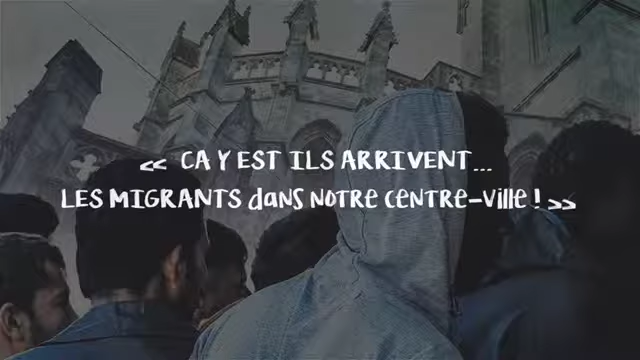 « CA Y EST ILS ARRIVENT...
LES MIGRANTS dANS NOTRE CeNTRe-VIlle ! »